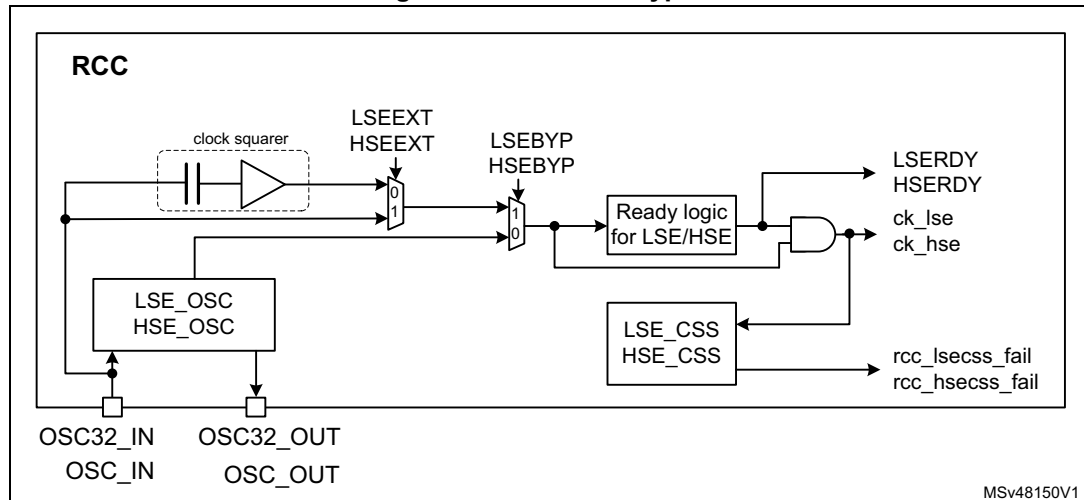 RCC
LSEEXT
HSEEXT
clock squarer
LSEBYP
HSEBYP
0
1
1
0
LSERDY
HSERDY
Ready logic
for LSE/HSE
ck_lse
ck_hse
LSE_OSC
HSE_OSC
LSE_CSS
HSE_CSS
rcc_lsecss_fail
rcc_hsecss_fail
OSC32_IN
OSC_IN
OSC32_OUT
OSC_OUT
MSv48150V1